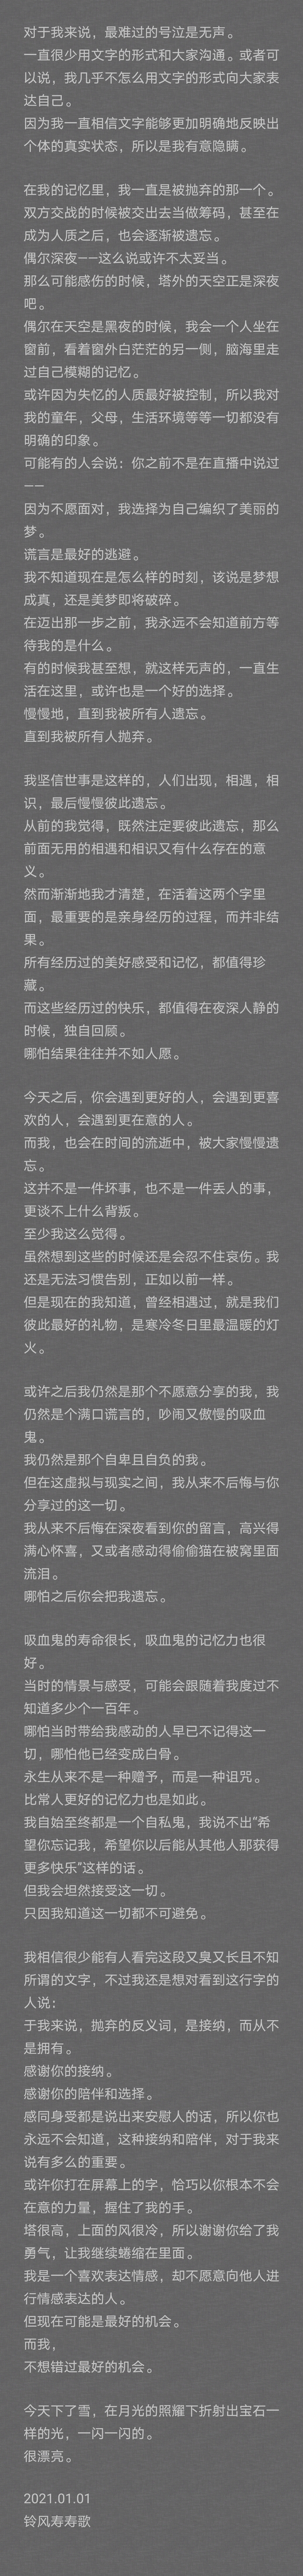 对于我来说，最难过的号泣是无声。
一直很少用文字的形式和大家沟通。或者可
以说，我几乎不怎么用文字的形式向大家表
达自己。
因为我一直相信文字能够更加明确地反映出
个体的真实状态，所以是我有意隐瞒。
在我的记忆里，我一直是被抛弃的那一个。
双方交战的时候被交出去当做筹码，甚至在
成为人质之后，也会逐渐被遗忘。
偶尔深夜——这么说或许不太妥当。
那么可能感伤的时候，塔外的天空正是深夜
吧。
偶尔在天空是黑夜的时候，我会一个人坐在
窗前，看着窗外白茫茫的另一侧，脑海里走
过自己模糊的记忆。
或许因为失忆的人质最好被控制，所以我对
我的童年，父母，生活环境等等一切都没有
明确的印象。
可能有的人会说：你之前不是在直播中说过
——
因为不愿面对，我选择为自己编织了美丽的
梦。
谎言是最好的逃避。
我不知道现在是怎么样的时刻，该说是梦想
成真，还是美梦即将破碎。
在迈出那一步之前，我永远不会知道前方等
待我的是什么。
有的时候我甚至想，就这样无声的，一直生
活在这里，或许也是一个好的选择。
慢慢地，直到我被所有人遗忘。
直到我被所有人抛弃。
我坚信世事是这样的，人们出现，相遇，相
识，最后慢慢彼此遗忘。
从前的我觉得，既然注定要彼此遗忘，那么
前面无用的相遇和相识又有什么存在的意
义。
然而渐渐地我才清楚，在活着这两个字里
面，最重要的是亲身经历的过程，而并非结
果。
所有经历过的美好感受和记忆，都值得珍
藏。
而这些经历过的快乐，都值得在夜深人静的
时候，独自回顾。
哪怕结果往往并不如人愿。
今天之后，你会遇到更好的人，会遇到更喜
欢的人，会遇到更在意的人。
而我，也会在时间的流逝中，被大家慢慢遗
忘。
这并不是一件坏事，也不是一件丢人的事，
更谈不上什么背叛。
至少我这么觉得。
虽然想到这些的时候还是会忍不住哀伤。我
还是无法习惯告别，正如以前一样。
但是现在的我知道，曾经相遇过，就是我们
彼此最好的礼物，是寒冷冬日里最温暖的灯
火。
或许之后我仍然是那个不愿意分享的我，我
仍然是个满口谎言的，吵闹又傲慢的吸血
鬼。
我仍然是那个自卑且自负的我。
但在这虚拟与现实之间，我从来不后悔与你
分享过的这一切。
我从来不后悔在深夜看到你的留言，高兴得
满心怀喜，又或者感动得偷偷猫在被窝里面
流泪。
哪怕之后你会把我遗忘。
吸血鬼的寿命很长，吸血鬼的记忆力也很
好。
当时的情景与感受，可能会跟随着我度过不
知道多少个一百年。
哪怕当时带给我感动的人早已不记得这一
切，哪怕他已经变成白骨。
永生从来不是一种赠予，而是一种诅咒。
比常人更好的记忆力也是如此。
我自始至终都是一个自私鬼，我说不出“希
望你忘记我，希望你以后能从其他人那获得
更多快乐”这样的话。
但我会坦然接受这一切。
只因我知道这一切都不可避免。
我相信很少能有人看完这段又臭又长且不知
所谓的文字，不过我还是想对看到这行字的
人说：
于我来说，抛弃的反义词，是接纳，而从不
是拥有。
感谢你的接纳。
感谢你的陪伴和选择。
感同身受都是说出来安慰人的话，所以你也
永远不会知道，这种接纳和陪伴，对于我来
说有多么的重要。
或许你打在屏幕上的字，恰巧以你根本不会
在意的力量，握住了我的手。
塔很高，上面的风很冷，所以谢谢你给了我
勇气，让我继续蜷缩在里面。
我是一个喜欢表达情感，却不愿意向他人进
行情感表达的人。
但现在可能是最好的机会。
而我，
不想错过最好的机会。
今天下了雪，在月光的照耀下折射出宝石一
样的光，一闪一闪的。
很漂亮。
2021.01.01
铃风寿寿歌